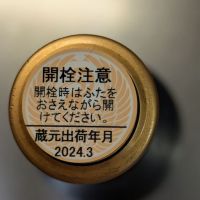 開栓注意
開栓時はふたを
おさえながら開
けてください。
蔵元出荷年月
2024.3